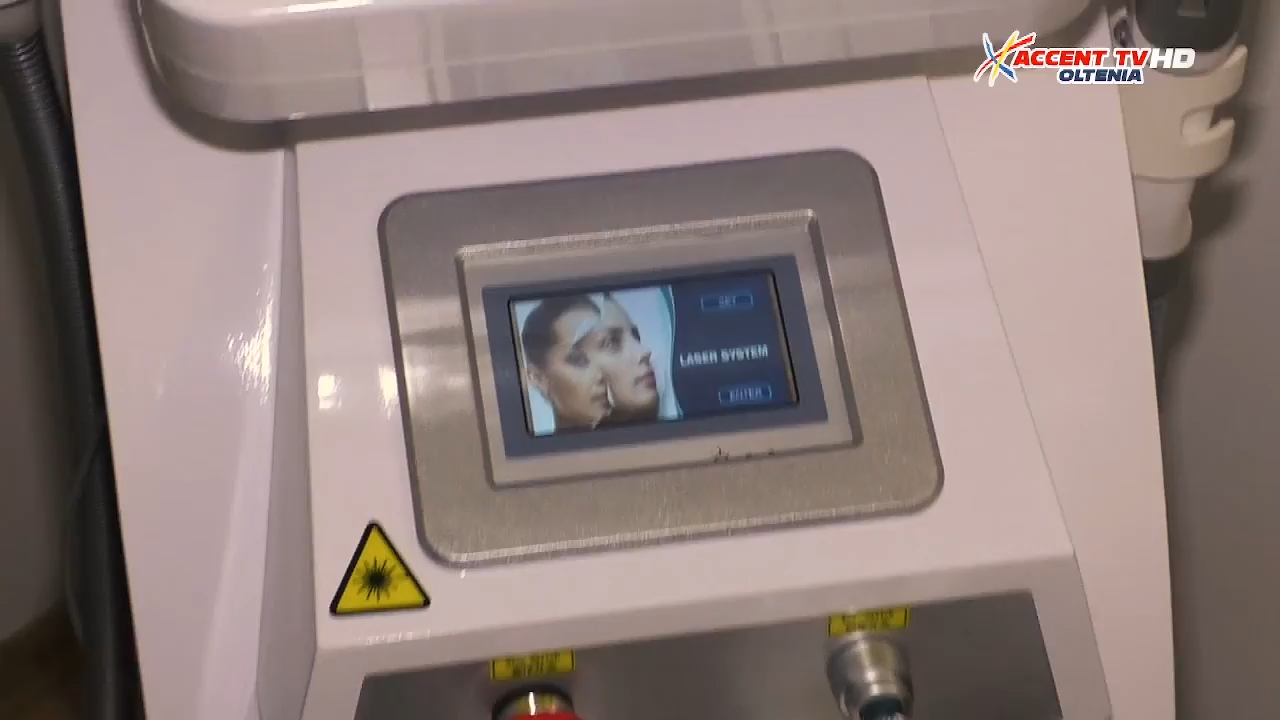 ACCENT TV HD
OLTENIA
SET
LASER SYSTEM
ENTER